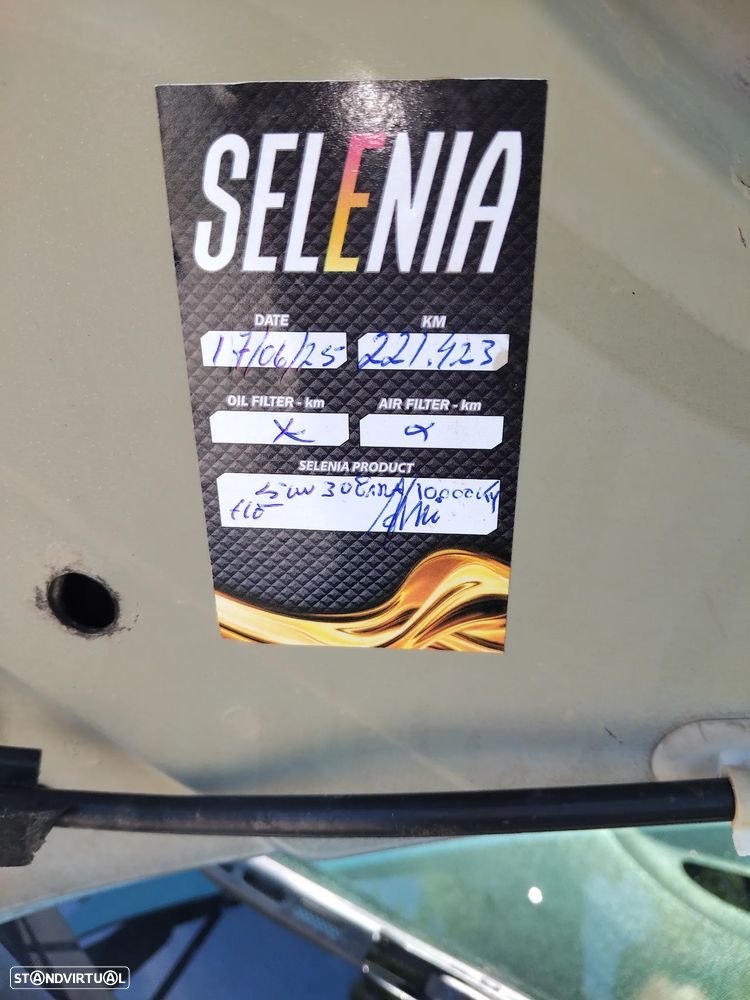 SELENIA
DATE KM
17/06/25 221.423
OIL FILTER - km AIR FILTER - km
X X
SELENIA PRODUCT
5W30
STANDVIRTUAL